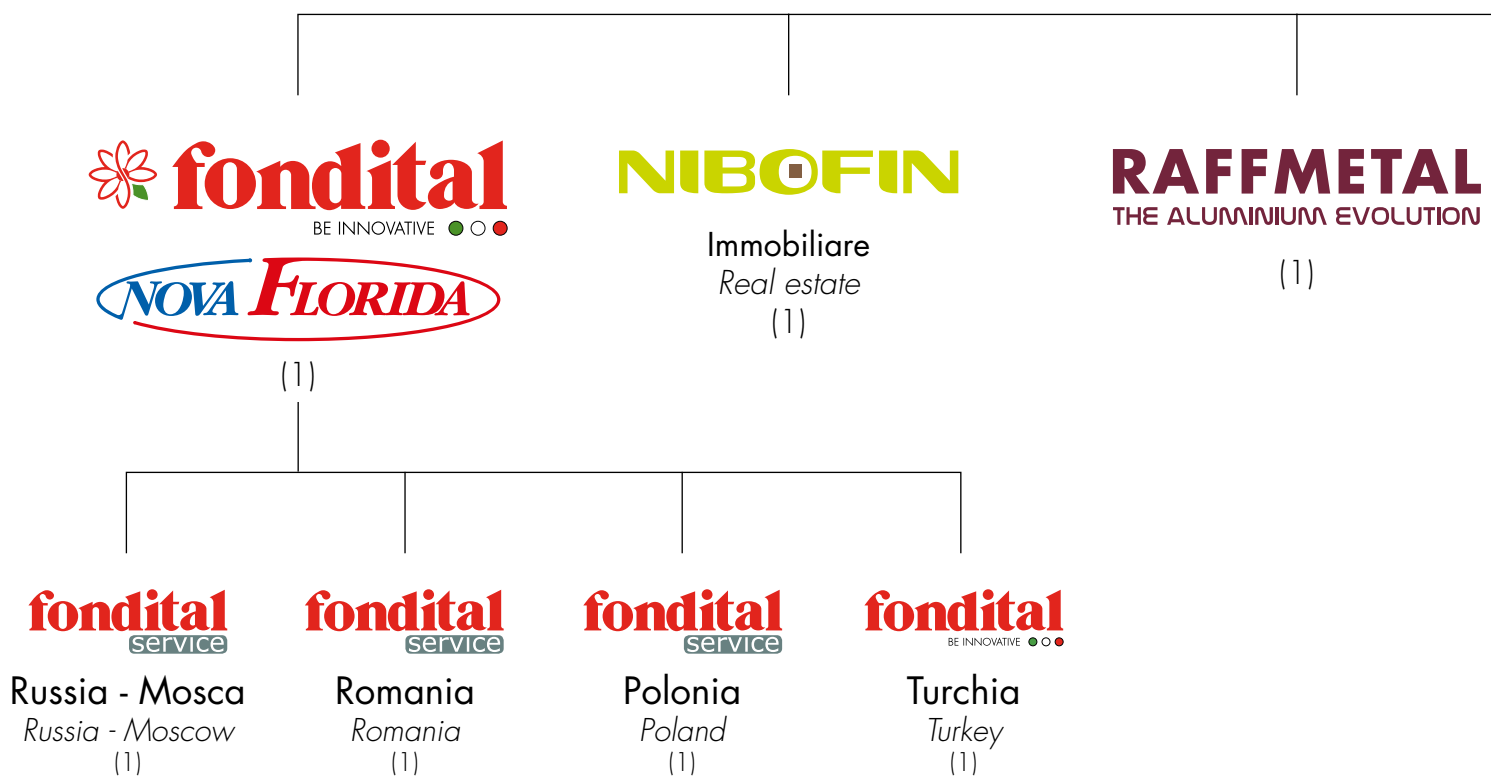 fondital
BE INNOVATIVE
NOVA FLORIDA
(1)
NIBOFIN
Immobiliare
Real estate
(1)
RAFFMETAL
THE ALUMINIUM EVOLUTION
(1)
fondital
service
Russia - Mosca
Russia - Moscow
(1)
fondital
service
Romania
Romania
(1)
fondital
service
Polonia
Poland
(1)
fondital
BE INNOVATIVE
Turchia
Turkey
(1)